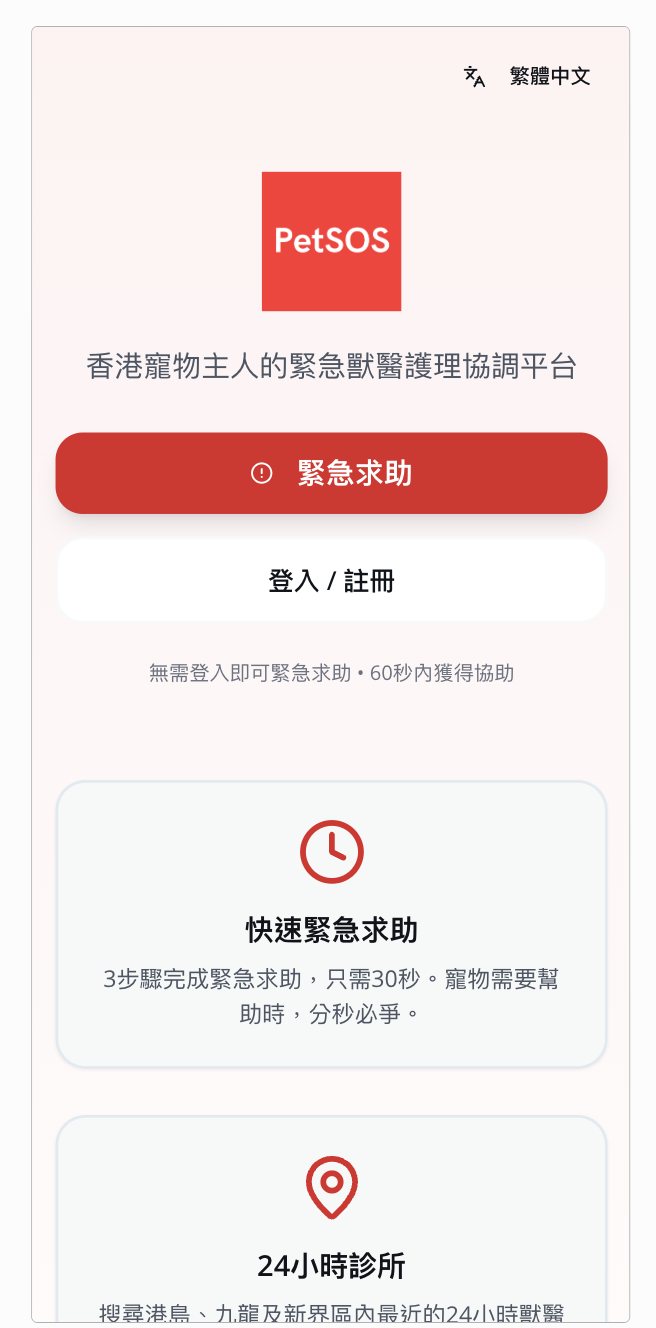 繁體中文
PetSOS
香港寵物主人的緊急獸醫護理協調平台
緊急求助
登入 / 註冊
無需登入即可緊急求助 • 60秒內獲得協助
快速緊急求助
3步驟完成緊急求助，只需30秒。寵物需要幫
助時，分秒必爭。
24小時診所
搜尋港島、九龍及新界區內最近的24小時獸醫